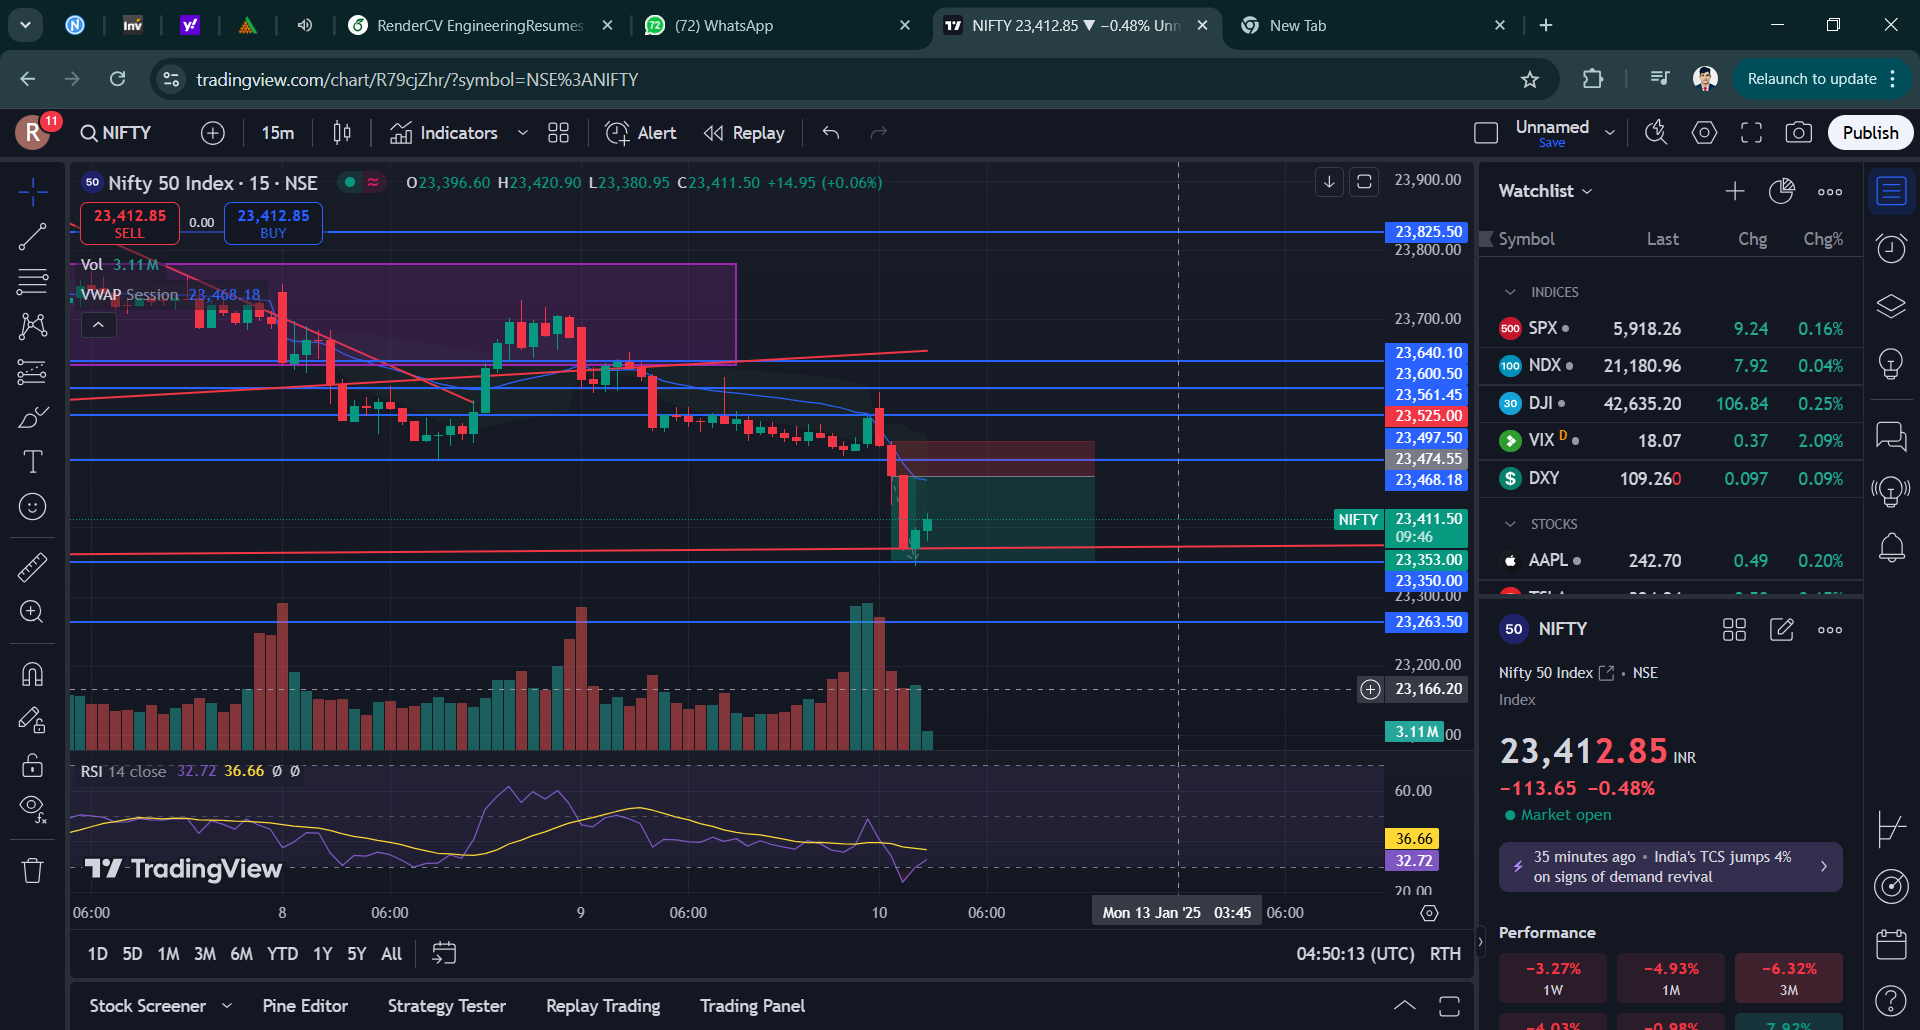 RenderCV EngineeringResumes
(72) WhatsApp
NIFTY 23,412.85 ▼ −0.48% Unn
New Tab
tradingview.com/chart/R79cjZhr/?symbol=NSE%3ANIFTY
Relaunch to update
R 11
NIFTY
15m
Indicators
Alert
Replay
Unnamed
Save
Publish
50 Nifty 50 Index · 15 · NSE
O23,396.60 H23,420.90 L23,380.95 C23,411.50 +14.95 (+0.06%)
23,412.85
SELL
0.00
23,412.85
BUY
Vol 3.11M
VWAP Session 23,468.18
23,900.00
23,825.50
23,800.00
23,700.00
23,640.10
23,600.50
23,561.45
23,525.00
23,497.50
23,474.55
23,468.18
NIFTY 23,411.50
09:46
23,353.00
23,350.00
23,300.00
23,263.50
23,200.00
23,166.20
3.11M
RSI 14 close 32.72 36.66 Ø Ø
60.00
36.66
32.72
20.00
TradingView
06:00
8
06:00
9
06:00
10
06:00
Mon 13 Jan '25 03:45
06:00
1D 5D 1M 3M 6M YTD 1Y 5Y All
04:50:13 (UTC) RTH
Stock Screener
Pine Editor
Strategy Tester
Replay Trading
Trading Panel
Watchlist
Symbol Last Chg Chg%
INDICES
500 SPX 5,918.26 9.24 0.16%
100 NDX 21,180.96 7.92 0.04%
30 DJI 42,635.20 106.84 0.25%
VIX D 18.07 0.37 2.09%
$ DXY 109.260 0.097 0.09%
STOCKS
AAPL 242.70 0.49 0.20%
50 NIFTY
Nifty 50 Index • NSE
Index
23,412.85 INR
−113.65 −0.48%
Market open
35 minutes ago • India's TCS jumps 4%
on signs of demand revival
Performance
−3.27%
1W
−4.93%
1M
−6.32%
3M
−4.03% −0.98% 7.92%